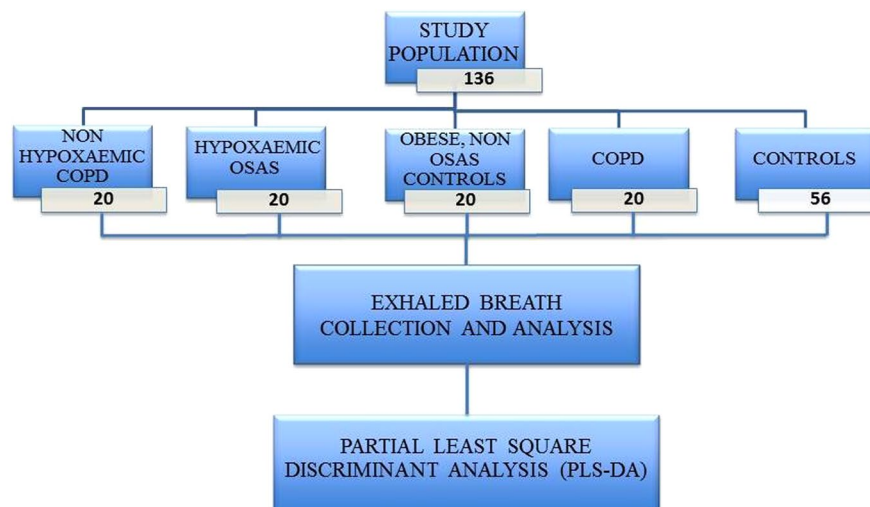 STUDY
POPULATION
136
NON
HYPOXAEMIC
COPD
20
HYPOXAEMIC
OSAS
20
OBESE, NON
OSAS
CONTROLS
20
COPD
20
CONTROLS
56
EXHALED BREATH
COLLECTION AND ANALYSIS
PARTIAL LEAST SQUARE
DISCRIMINANT ANALYSIS (PLS-DA)